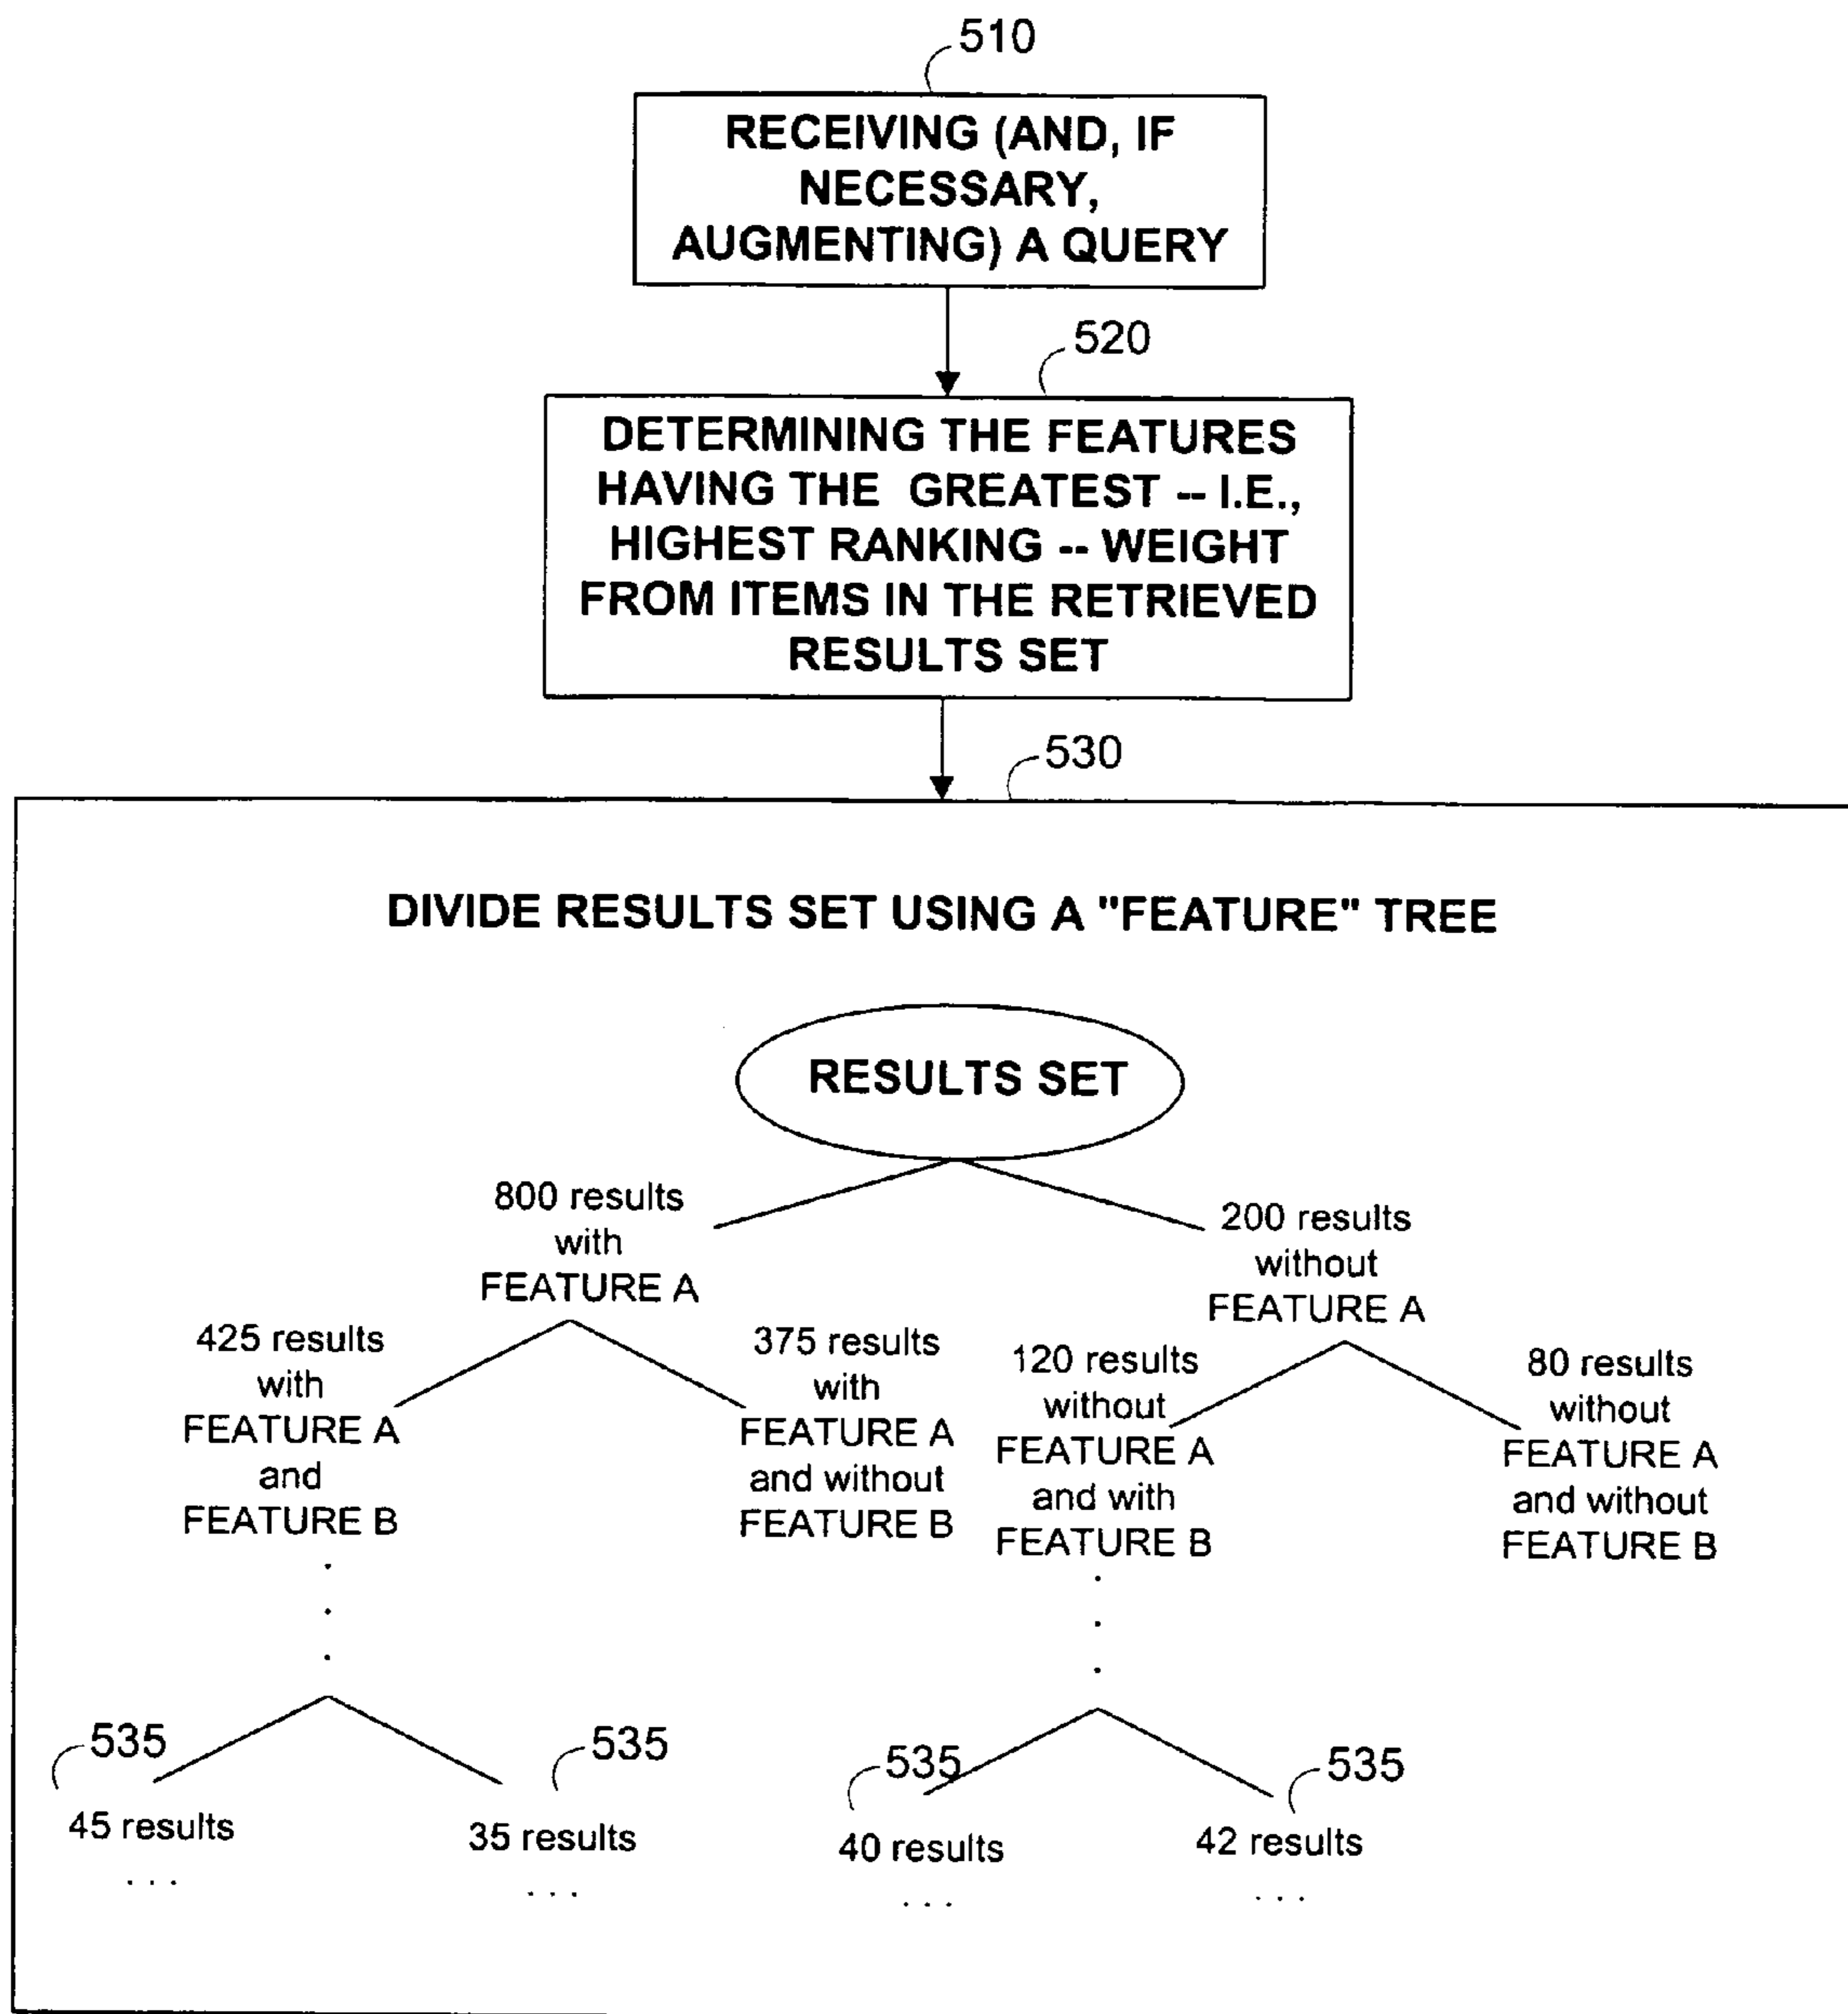 510
RECEIVING (AND, IF
NECESSARY,
AUGMENTING) A QUERY
520
DETERMINING THE FEATURES
HAVING THE GREATEST -- I.E.,
HIGHEST RANKING -- WEIGHT
FROM ITEMS IN THE RETRIEVED
RESULTS SET
530
DIVIDE RESULTS SET USING A "FEATURE" TREE
RESULTS SET
800 results
with
FEATURE A
200 results
without
FEATURE A
425 results
with
FEATURE A
and
FEATURE B
375 results
with
FEATURE A
and without
FEATURE B
120 results
without
FEATURE A
and with
FEATURE B
80 results
without
FEATURE A
and without
FEATURE B
.
.
.
.
.
.
535
45 results
. . .
535
35 results
. . .
535
40 results
. . .
535
42 results
. . .